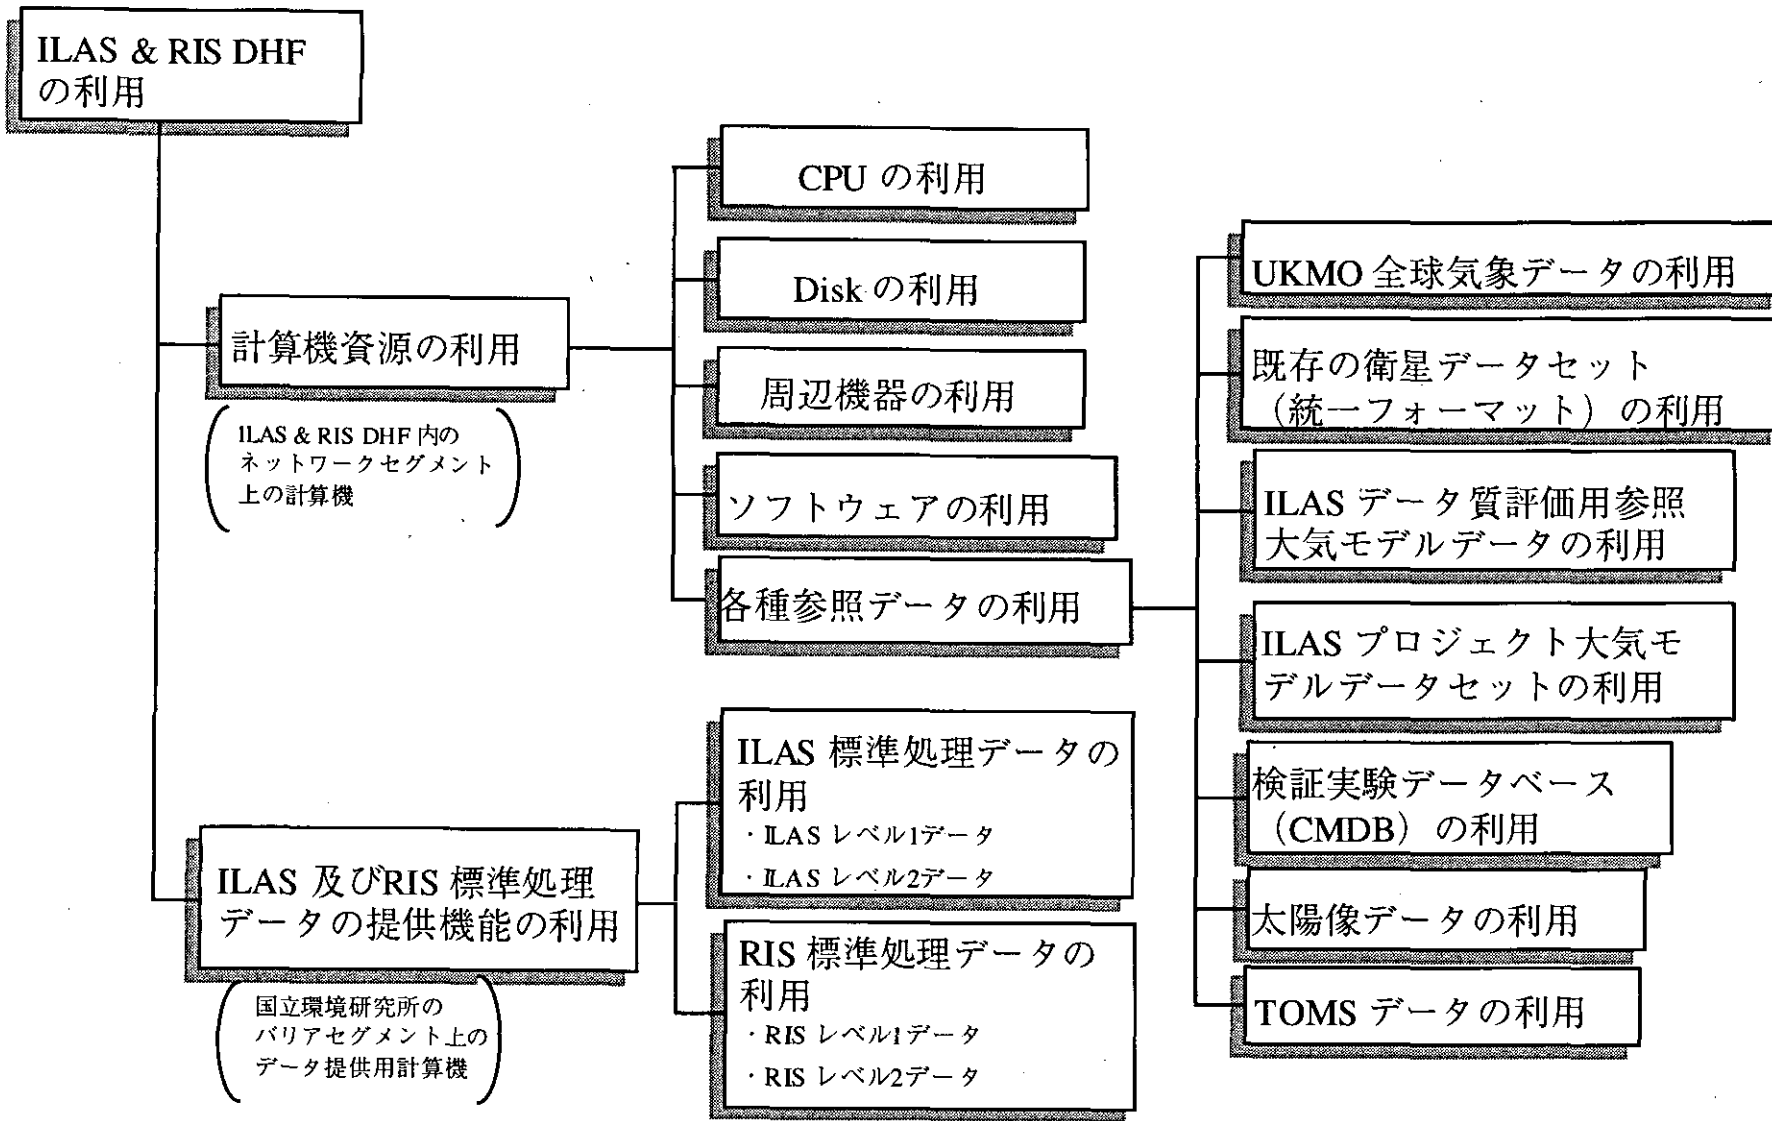 ILAS & RIS DHF
の利用
計算機資源の利用
ILAS & RIS DHF 内の
ネットワークセグメント
上の計算機
CPU の利用
Disk の利用
周辺機器の利用
ソフトウェアの利用
各種参照データの利用
UKMO 全球気象データの利用
既存の衛星データセット
（統一フォーマット）の利用
ILAS データ質評価用参照
大気モデルデータの利用
ILAS プロジェクト大気モ
デルデータセットの利用
検証実験データベース
（CMDB）の利用
太陽像データの利用
TOMS データの利用
ILAS 及びRIS 標準処理
データの提供機能の利用
国立環境研究所の
バリアセグメント上の
データ提供用計算機
ILAS 標準処理データの
利用
・ILAS レベル1データ
・ILAS レベル2データ
RIS 標準処理データの
利用
・RIS レベル1データ
・RIS レベル2データ